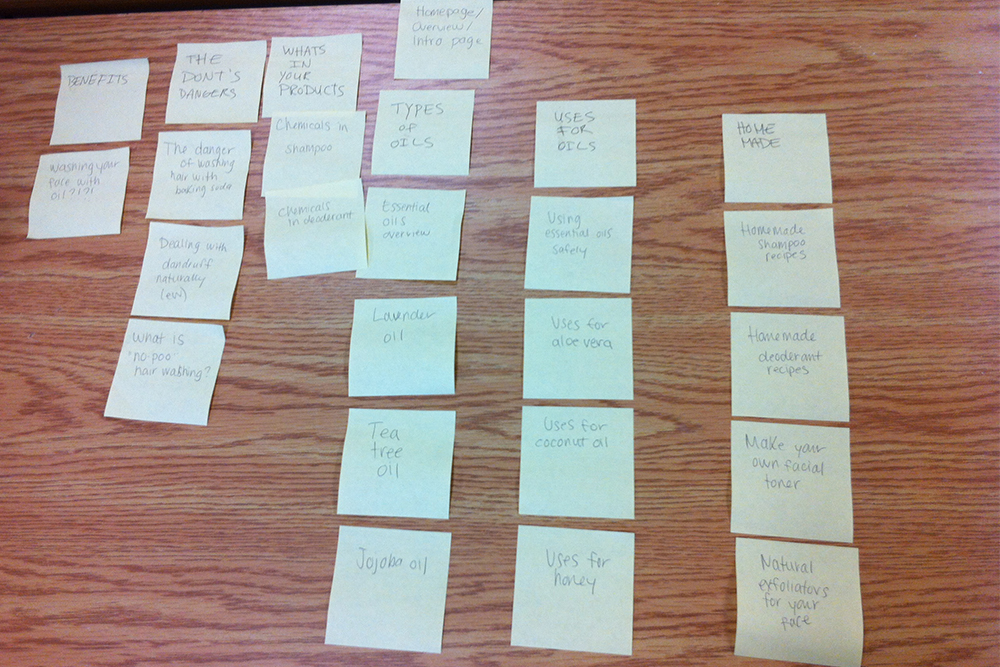 Homepage/
Overview/
Intro page
BENEFITS
Washing your
face with
oil?!?!
THE
DONT'S
DANGERS
The danger
of washing
hair with
baking soda
Dealing with
dandruff
naturally
(ew)
What is
"no-poo
hair washing?
WHATS
IN
YOUR
PRODUCTS
Chemicals in
shampoo
Chemicals
in deodorant
TYPES
OF
OILS
Essential
oils
overview
Lavender
oil
Tea
tree
oil
Jojoba oil
USES
FOR
OILS
Using
essential oils
safely
Uses for
aloe vera
Uses for
coconut oil
Uses for
honey
HOME
MADE
Homemade
shampoo
recipes
Homemade
deoderant
recipes
Make your
own facial
toner
Natural
exfoliators
for your
face